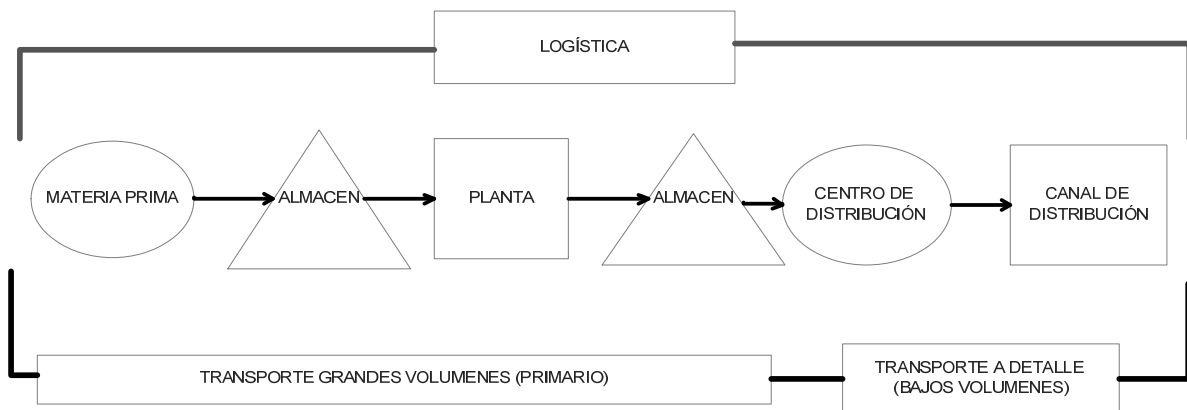 LOGÍSTICA
MATERIA PRIMA
ALMACEN
PLANTA
ALMACEN
CENTRO DE
DISTRIBUCIÓN
CANAL DE
DISTRIBUCIÓN
TRANSPORTE GRANDES VOLUMENES (PRIMARIO)
TRANSPORTE A DETALLE
(BAJOS VOLUMENES)